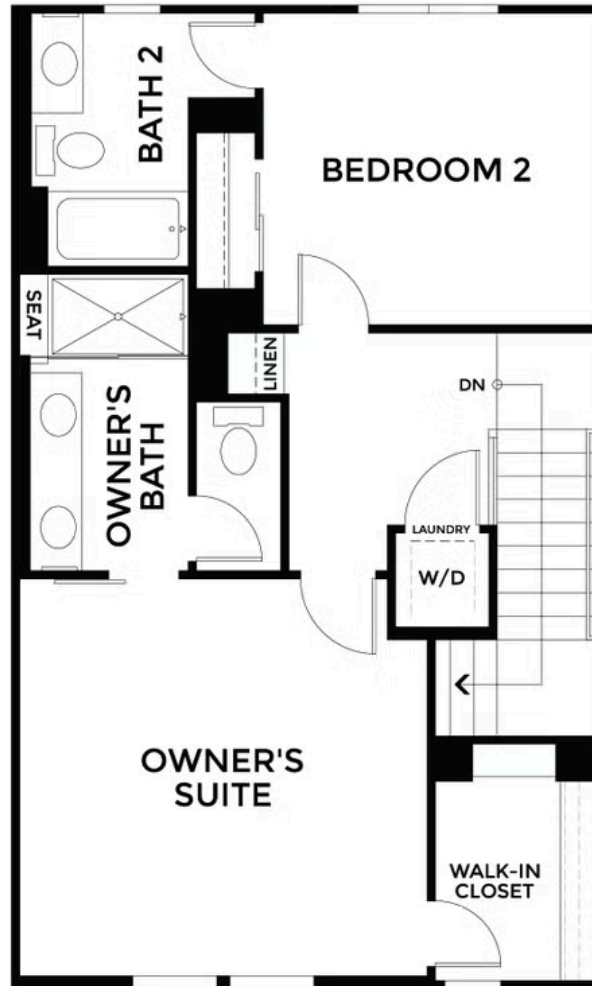 BATH 2
BEDROOM 2
SEAT
LINEN
DN
OWNER'S
BATH
LAUNDRY
W/D
OWNER'S
SUITE
WALK-IN
CLOSET